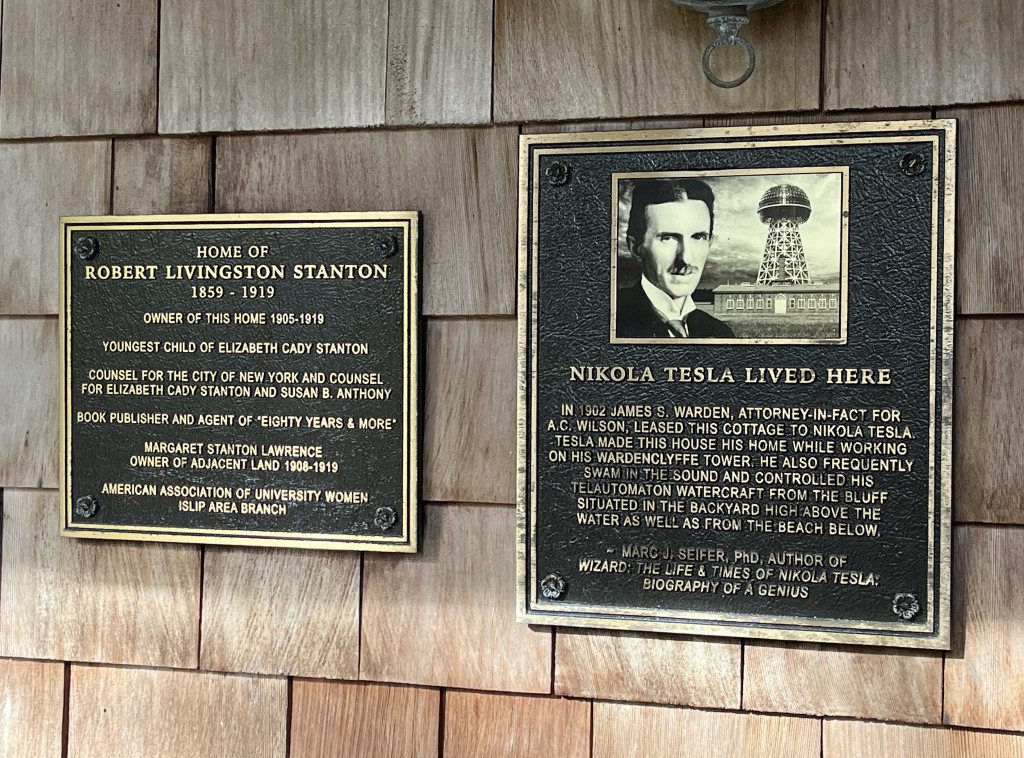 HOME OF
ROBERT LIVINGSTON STANTON
1859 - 1919
OWNER OF THIS HOME 1905-1919
YOUNGEST CHILD OF ELIZABETH CADY STANTON
COUNSEL FOR THE CITY OF NEW YORK AND COUNSEL
FOR ELIZABETH CADY STANTON AND SUSAN B. ANTHONY
BOOK PUBLISHER AND AGENT OF "EIGHTY YEARS & MORE"
MARGARET STANTON LAWRENCE
OWNER OF ADJACENT LAND 1908-1919
AMERICAN ASSOCIATION OF UNIVERSITY WOMEN
ISLIP AREA BRANCH
NIKOLA TESLA LIVED HERE
IN 1902 JAMES S. WARDEN, ATTORNEY-IN-FACT FOR
A.C. WILSON, LEASED THIS COTTAGE TO NIKOLA TESLA.
TESLA MADE THIS HOUSE HIS HOME WHILE WORKING
ON HIS WARDENCLYFFE TOWER. HE ALSO FREQUENTLY
SWAM IN THE SOUND AND CONTROLLED HIS
TELAUTOMATON WATERCRAFT FROM THE BLUFF
SITUATED IN THE BACKYARD HIGH ABOVE THE
WATER AS WELL AS FROM THE BEACH BELOW.
~ MARC J. SEIFER, PhD, AUTHOR OF
WIZARD: THE LIFE & TIMES OF NIKOLA TESLA:
BIOGRAPHY OF A GENIUS